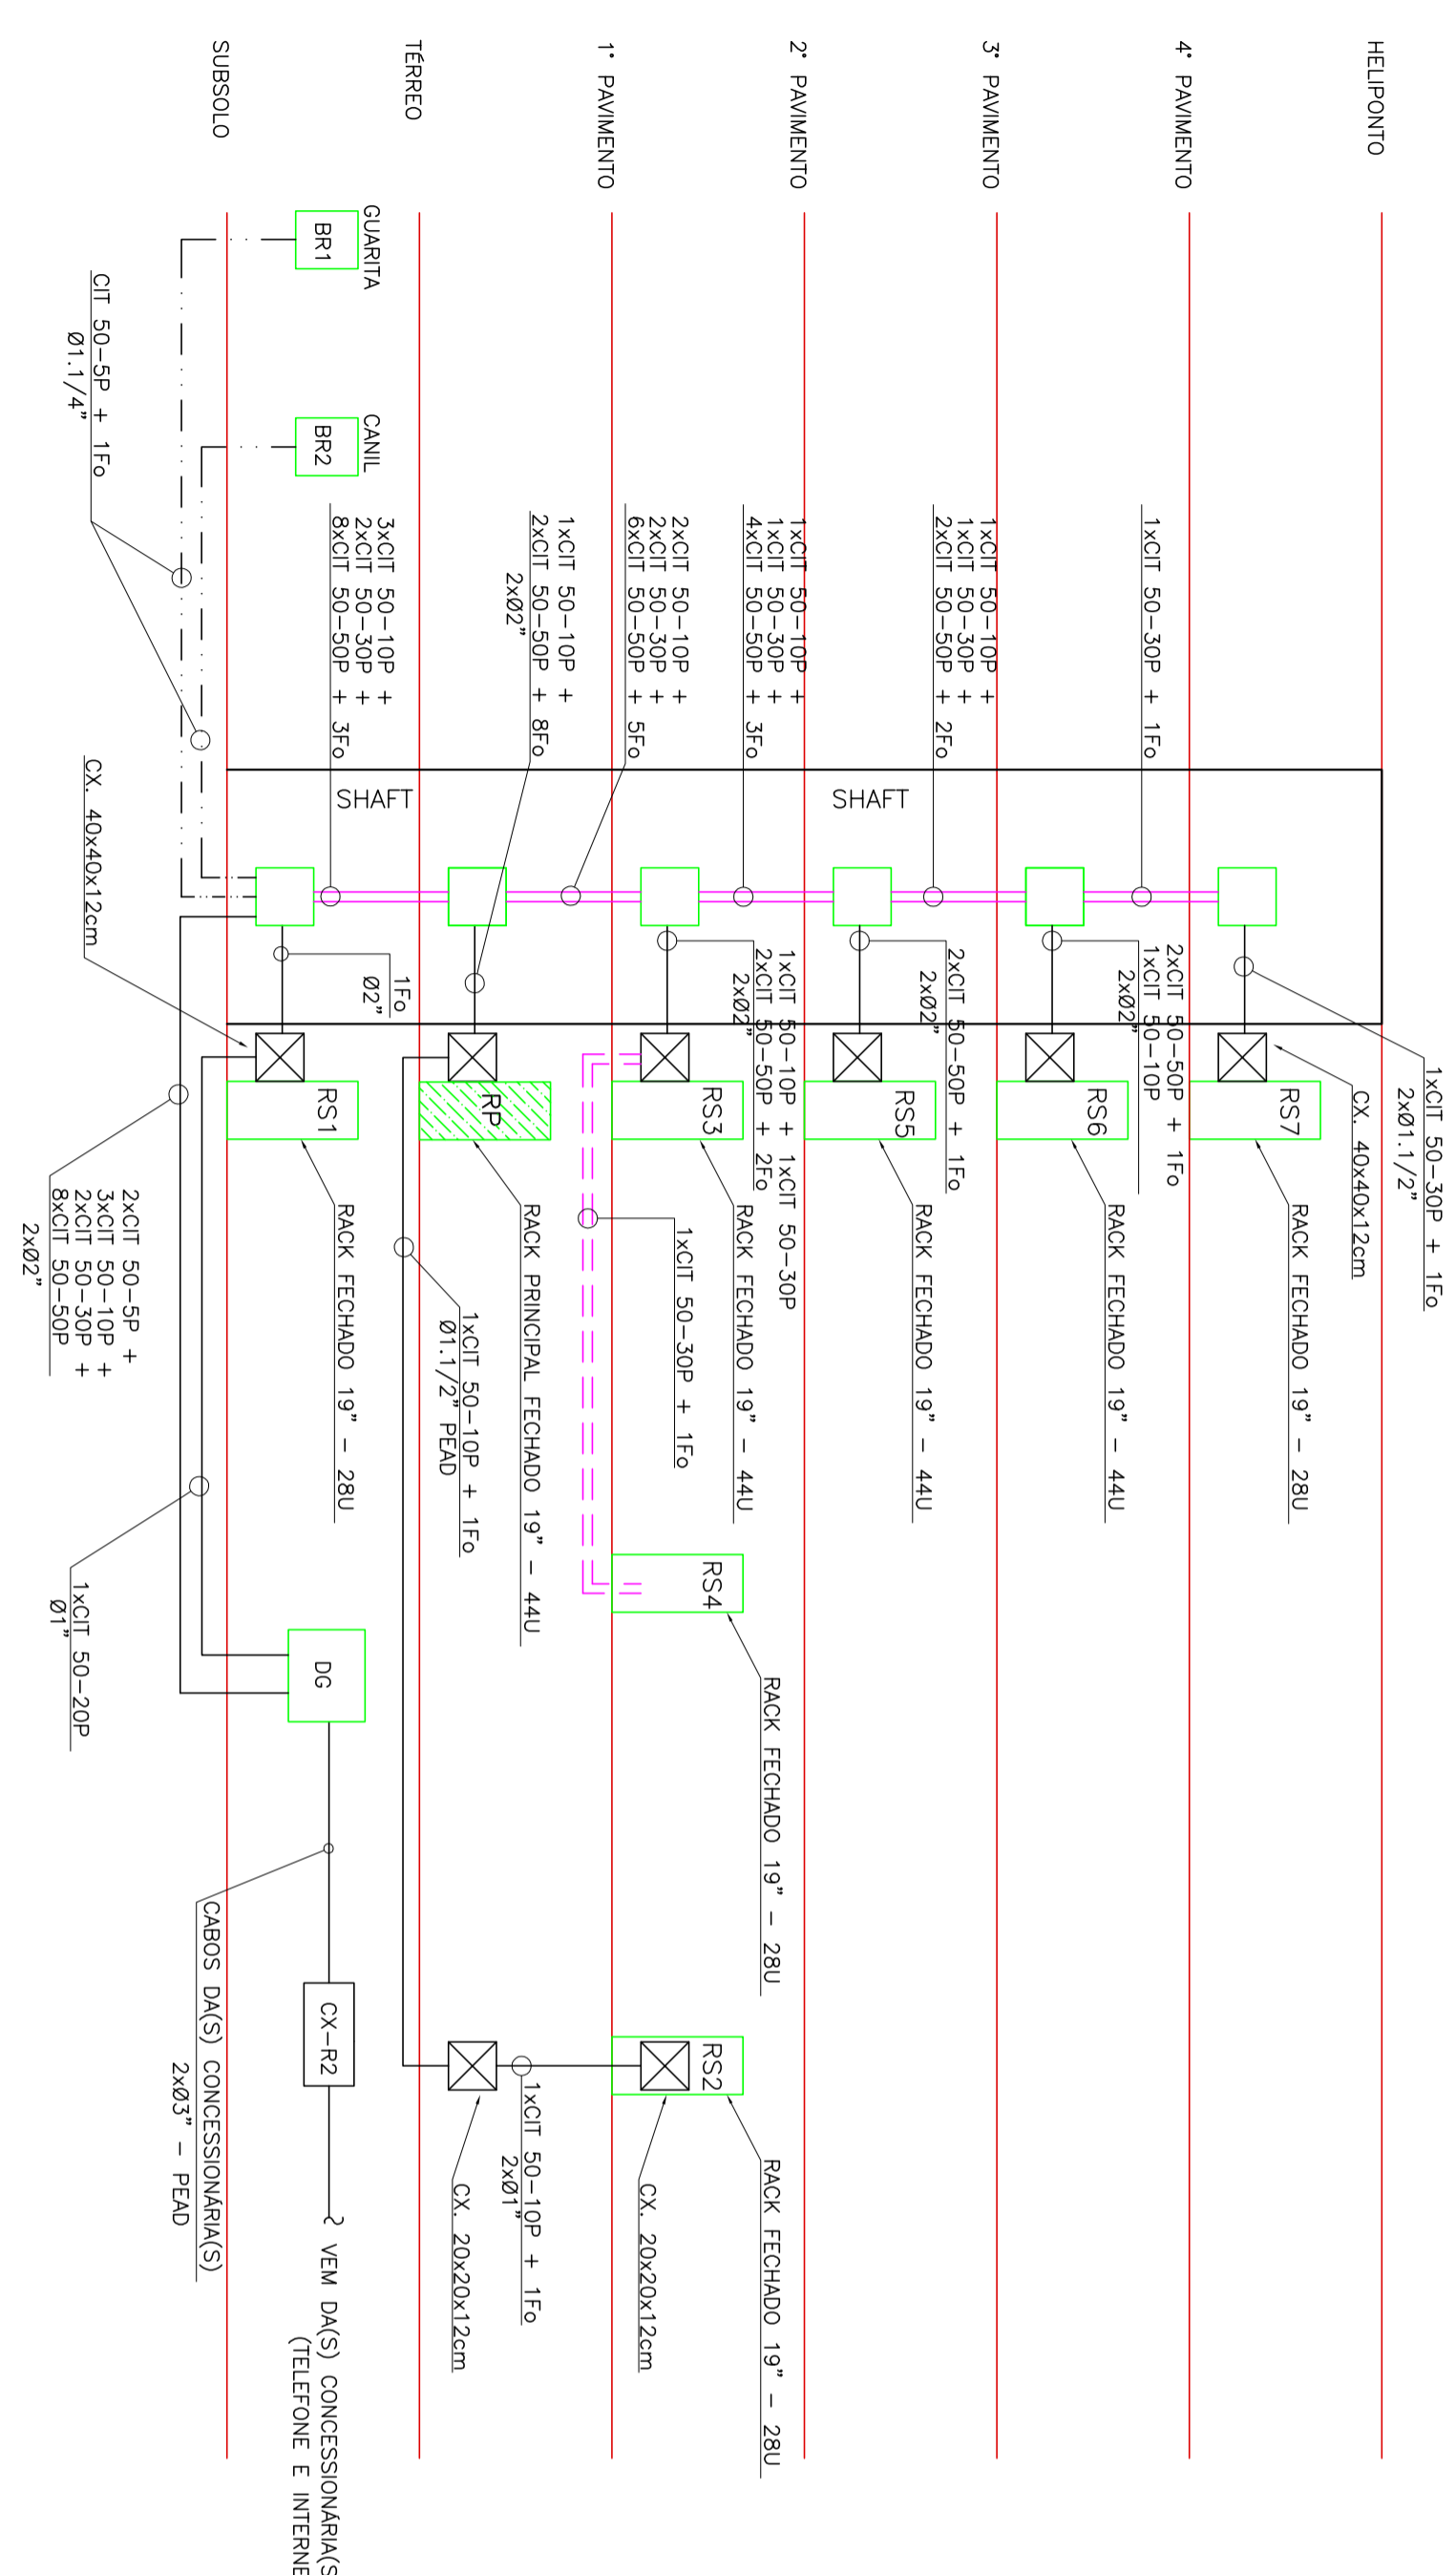 HELIPONTO
4° PAVIMENTO
3° PAVIMENTO
2° PAVIMENTO
1° PAVIMENTO
TÉRREO
SUBSOLO
1xCIT 50-30P + 1Fo
2xØ1.1/2"
CX. 40x40x12cm
RS7
RACK FECHADO 19" - 28U
1xCIT 50-30P + 1Fo
2xCIT 50-50P + 1Fo
1xCIT 50-10P
2xØ2"
RS6
RACK FECHADO 19" - 44U
1xCIT 50-10P +
1xCIT 50-30P +
2xCIT 50-50P + 2Fo
SHAFT
2xCIT 50-50P + 1Fo
2xØ2"
RS5
RACK FECHADO 19" - 44U
1xCIT 50-10P +
1xCIT 50-30P +
4xCIT 50-50P + 3Fo
1xCIT 50-10P + 1xCIT 50-30P
2xCIT 50-50P + 2Fo
2xØ2"
RS3
RACK FECHADO 19" - 44U
1xCIT 50-30P + 1Fo
RS4
RACK FECHADO 19" - 28U
RS2
RACK FECHADO 19" - 28U
CX. 20x20x12cm
2xCIT 50-10P +
2xCIT 50-30P +
6xCIT 50-50P + 5Fo
1xCIT 50-10P +
2xCIT 50-50P + 8Fo
2xØ2"
RP
RACK PRINCIPAL FECHADO 19" - 44U
1xCIT 50-10P + 1Fo
Ø1.1/2" PEAD
1xCIT 50-10P + 1Fo
2xØ1"
CX. 20x20x12cm
GUARITA
BR1
CANIL
BR2
3xCIT 50-10P +
2xCIT 50-30P +
8xCIT 50-50P + 3Fo
SHAFT
1Fo
Ø2"
RS1
RACK FECHADO 19" - 28U
DG
CX-R2
VEM DA(S) CONCESSIONÁRIA(S
(TELEFONE E INTERNE
CABOS DA(S) CONCESSIONÁRIA(S)
2xØ3" - PEAD
CIT 50-5P + 1Fo
Ø1.1/4"
CX. 40x40x12cm
2xCIT 50-5P +
3xCIT 50-10P +
2xCIT 50-30P +
8xCIT 50-50P
2xØ2"
1xCIT 50-20P
Ø1"